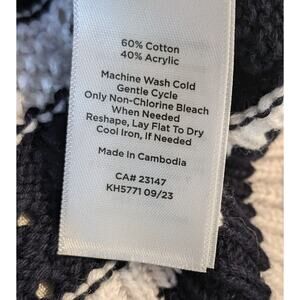 60% Cotton
40% Acrylic
Machine Wash Cold
Gentle Cycle
Only Non-Chlorine Bleach
When Needed
Reshape, Lay Flat To Dry
Cool Iron, If Needed
Made In Cambodia
CA# 23147
KH5771 09/23